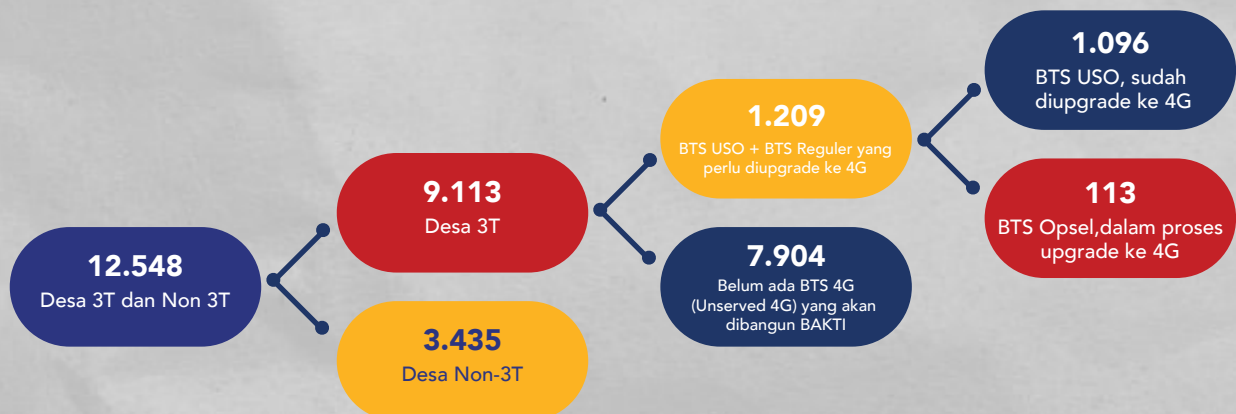 12.548
Desa 3T dan Non 3T
9.113
Desa 3T
3.435
Desa Non-3T
1.209
BTS USO + BTS Reguler yang
perlu diupgrade ke 4G
7.904
Belum ada BTS 4G
(Unserved 4G) yang akan
dibangun BAKTI
1.096
BTS USO, sudah
diupgrade ke 4G
113
BTS Opsel,dalam proses
upgrade ke 4G